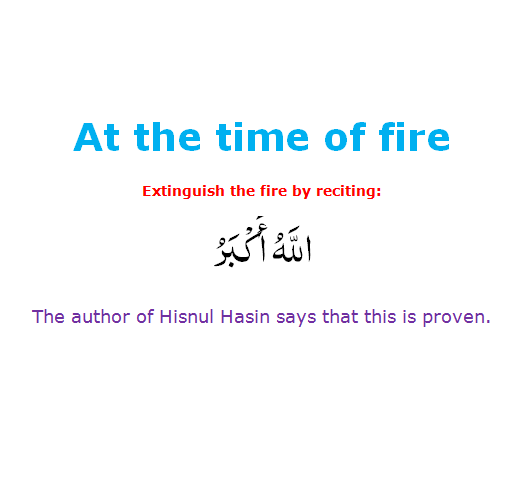 At the time of fire
Extinguish the fire by reciting:
اللَّهُ أَكْبَرُ
The author of Hisnul Hasin says that this is proven.